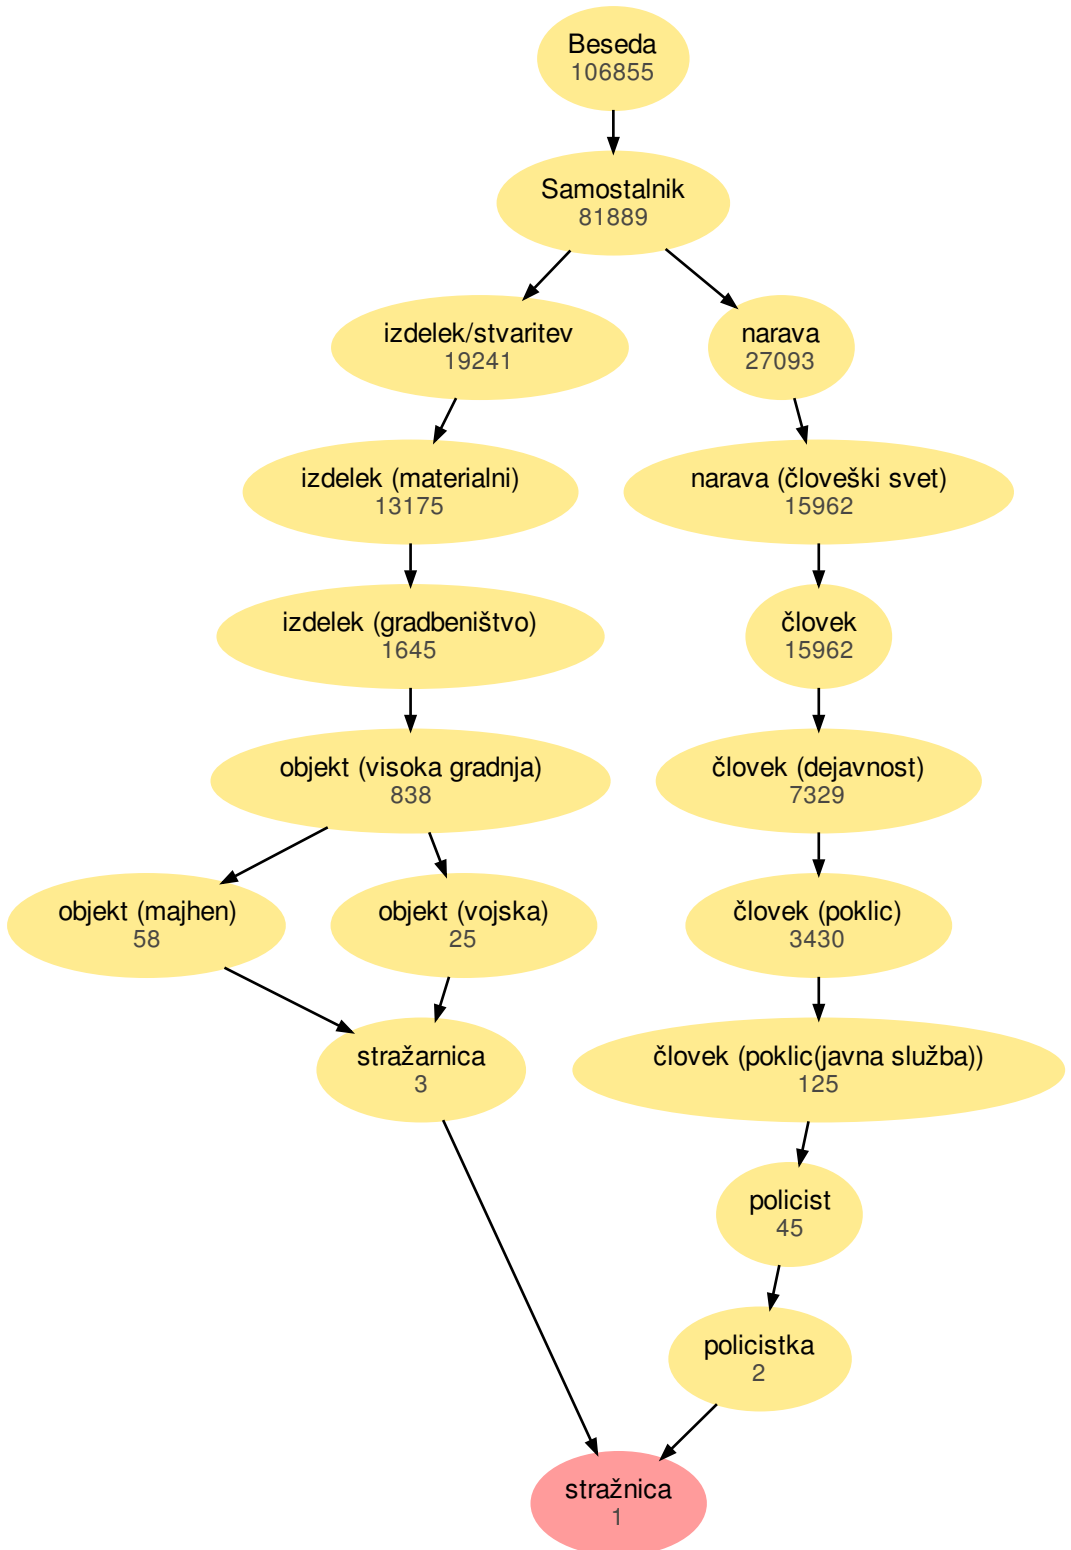 Beseda
106855
Samostalnik
81889
izdelek/stvaritev
19241
narava
27093
izdelek (materialni)
13175
narava (človeški svet)
15962
izdelek (gradbeništvo)
1645
človek
15962
objekt (visoka gradnja)
838
človek (dejavnost)
7329
objekt (majhen)
58
objekt (vojska)
25
človek (poklic)
3430
stražarnica
3
človek (poklic(javna služba))
125
policist
45
policistka
2
stražnica
1